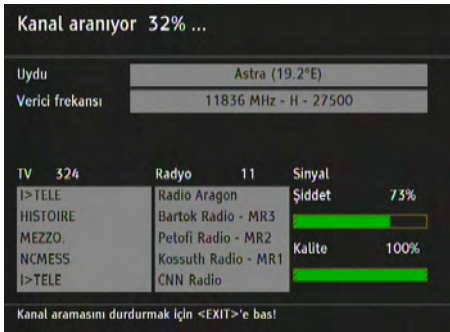 Kanal aranıyor 32% ...
Uydu Astra (19.2°E)
Verici frekansı 11836 MHz - H - 27500
TV 324 Radyo 11 Sinyal
I>TELE Radio Aragon Şiddet 73%
HISTOIRE Bartok Radio - MR3
MEZZO. Petofi Radio - MR2
NCMESS Kossuth Radio - MR1 Kalite 100%
I>TELE CNN Radio
Kanal aramasını durdurmak için <EXIT>'e bas!